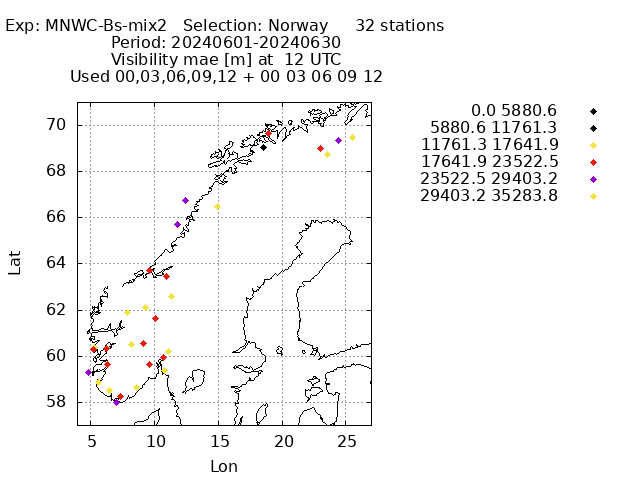 Exp: MNWC-Bs-mix2   Selection: Norway     32 stations
Period: 20240601-20240630
Visibility mae [m] at  12 UTC
Used 00,03,06,09,12 + 00 03 06 09 12
0.0 5880.6
5880.6 11761.3
11761.3 17641.9
17641.9 23522.5
23522.5 29403.2
29403.2 35283.8
70
68
66
64
62
60
58
Lat
5 10 15 20 25
Lon